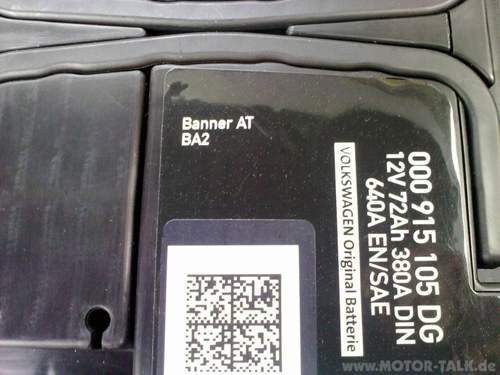 Banner AT
BA2
000 915 105 DG
12V 72Ah 380A DIN
640A EN/SAE
VOLKSWAGEN Original Batterie
www.MOTOR-TALK.de